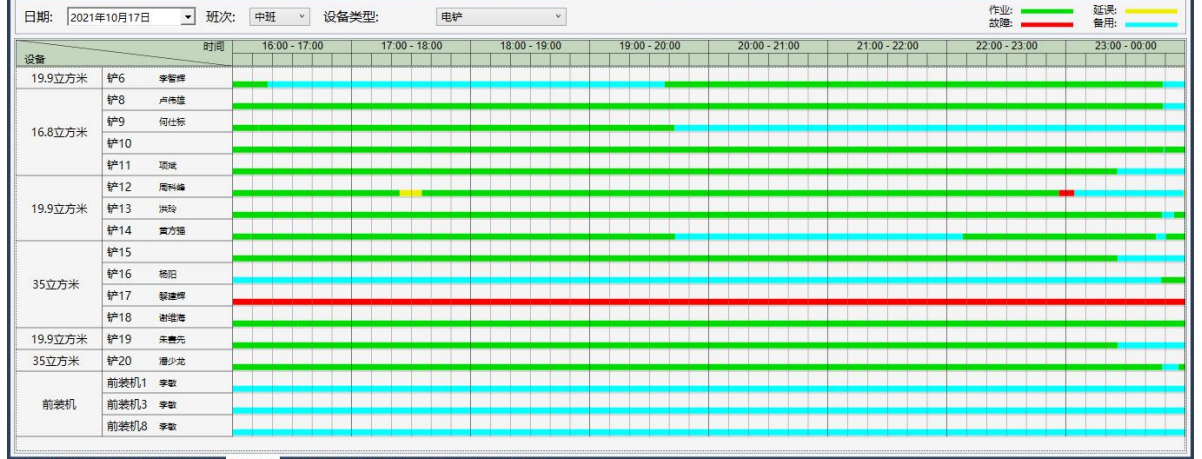 日期: 2021年10月17日 班次: 中班 设备类型: 电铲 作业: 延误:
故障: 备用:
时间 16:00 - 17:00 17:00 - 18:00 18:00 - 19:00 19:00 - 20:00 20:00 - 21:00 21:00 - 22:00 22:00 - 23:00 23:00 - 00:00
设备
19.9立方米 铲6 李智辉
铲8 卢伟雄
16.8立方米 铲9 何仕标
铲10
铲11 项斌
铲12 周科峰
19.9立方米 铲13 洪玲
铲14 黄方强
铲15
35立方米 铲16 杨阳
铲17 黎建辉
铲18 谢维海
19.9立方米 铲19 朱喜先
35立方米 铲20 潘少龙
前装机1 李敏
前装机 前装机3 李敏
前装机8 李敏